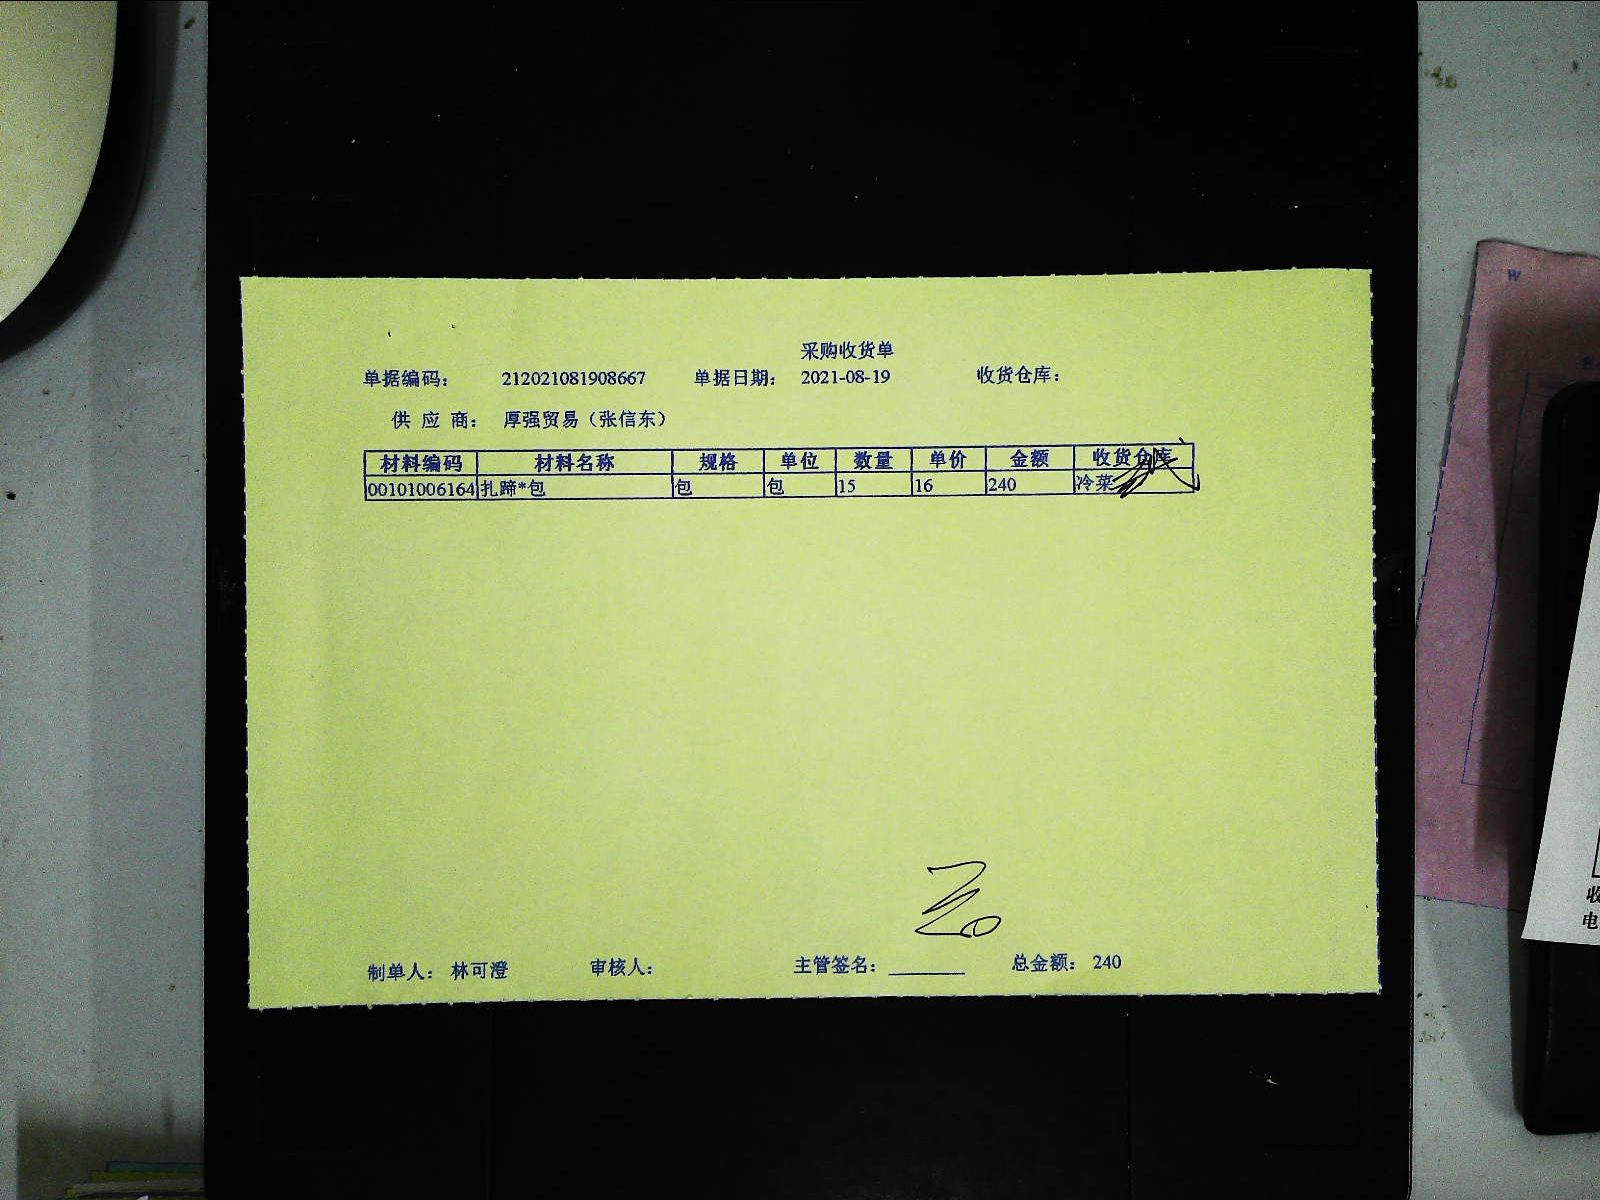 采购收货单
单据编码： 212021081908667 单据日期： 2021-08-19 收货仓库：
供 应 商： 厚强贸易（张信东）
材料编码 材料名称 规格 单位 数量 单价 金额 收货仓库
00101006164 扎蹄*包 包 包 15 16 240 冷菜
制单人： 林可澄 审核人： 主管签名： 总金额： 240
收
电